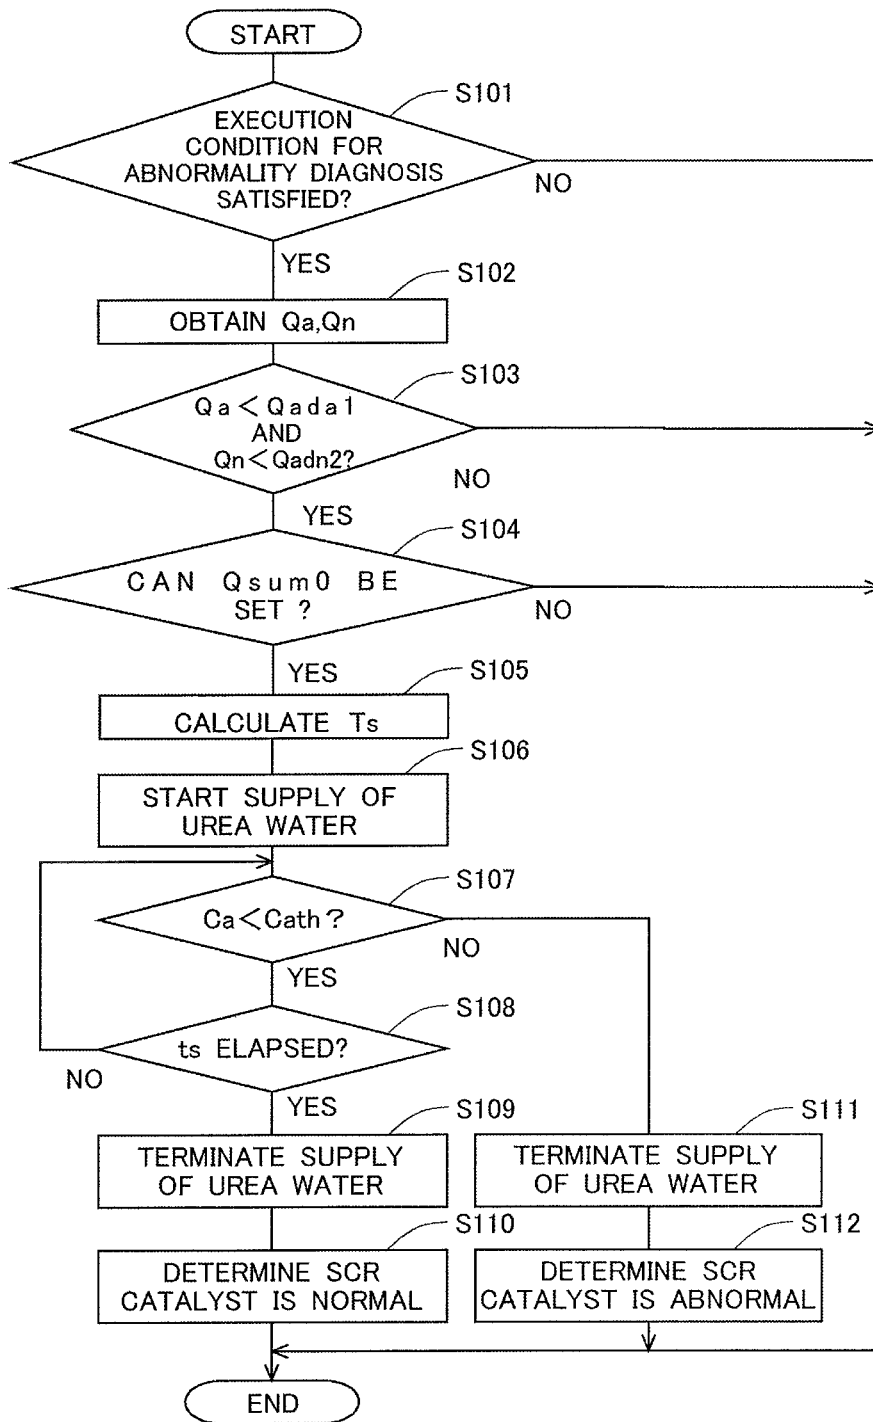 START
S101
EXECUTION
CONDITION FOR
ABNORMALITY DIAGNOSIS
SATISFIED?
NO
YES
S102
OBTAIN Qa,Qn
S103
Qa<Qada1
AND
Qn<Qadn2?
NO
YES
S104
CAN Qsum0 BE
SET ?
NO
YES
S105
CALCULATE Ts
S106
START SUPPLY OF
UREA WATER
S107
Ca<Cath?
NO
YES
S108
ts ELAPSED?
NO
YES
S109
TERMINATE SUPPLY
OF UREA WATER
S111
TERMINATE SUPPLY
OF UREA WATER
S110
DETERMINE SCR
CATALYST IS NORMAL
S112
DETERMINE SCR
CATALYST IS ABNORMAL
END